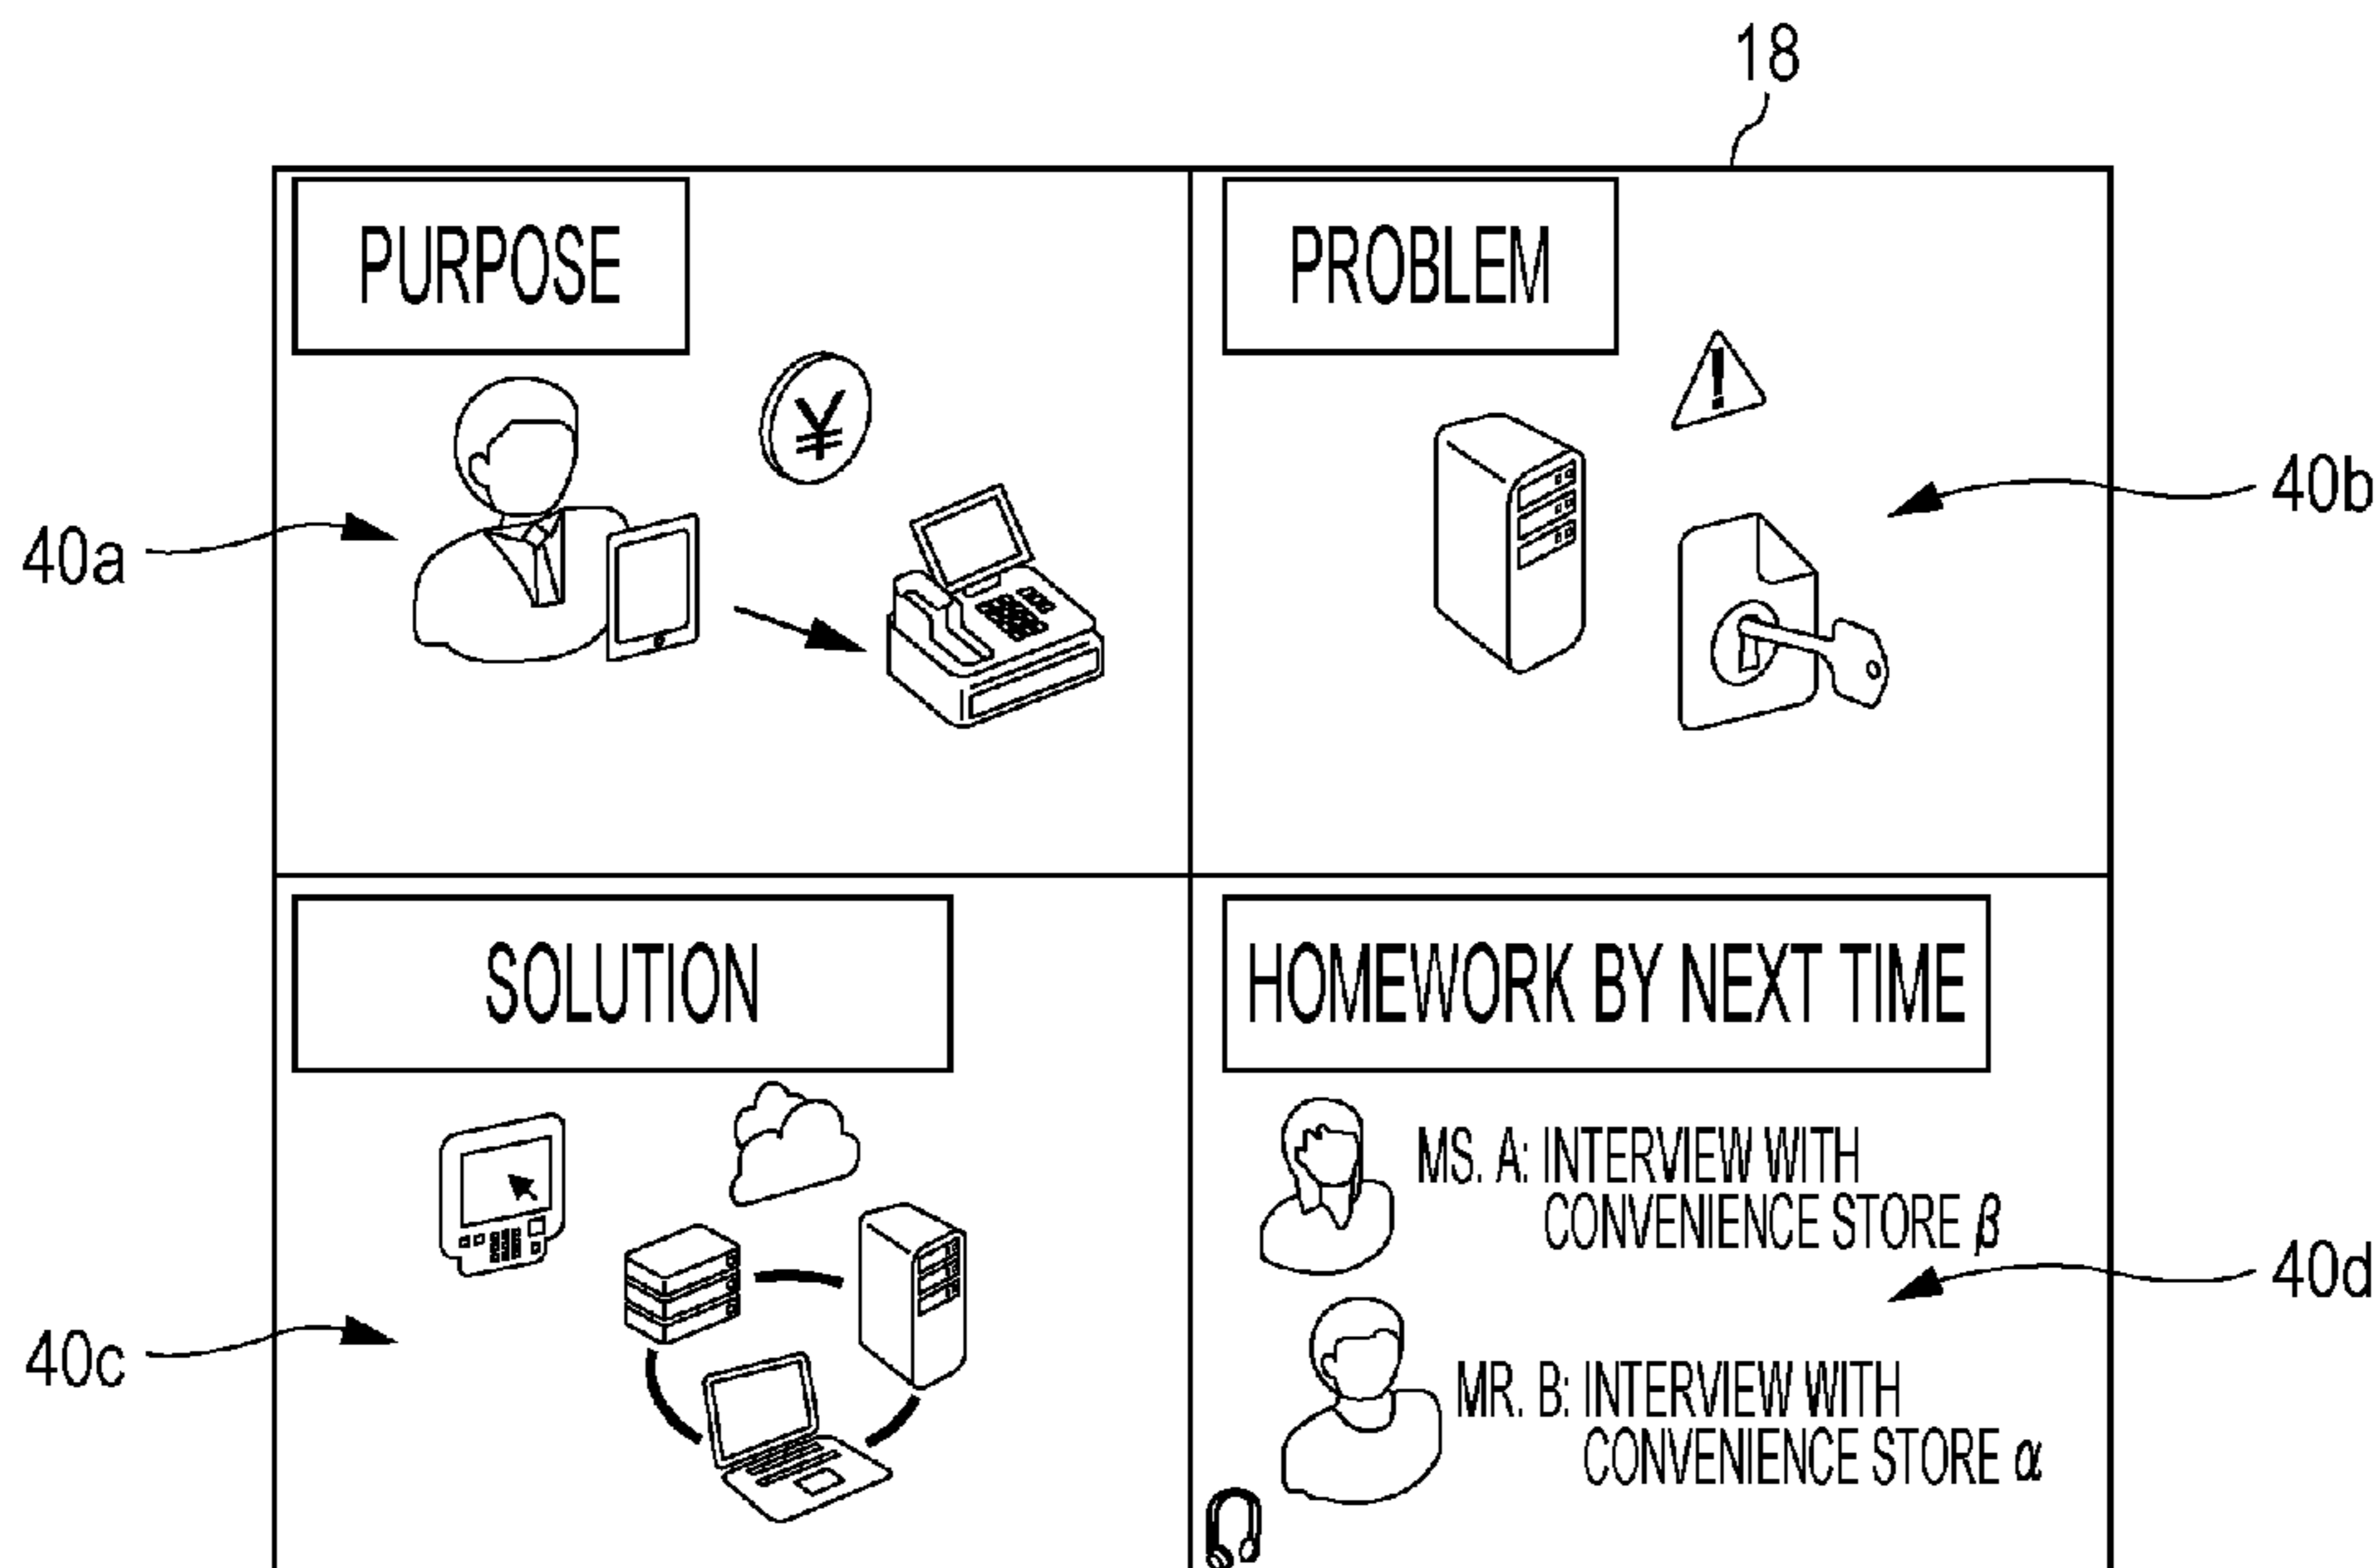 18
PURPOSE
PROBLEM
¥
!
40a
40b
SOLUTION
HOMEWORK BY NEXT TIME
MS. A: INTERVIEW WITH
CONVENIENCE STORE β
40c
40d
MR. B: INTERVIEW WITH
CONVENIENCE STORE α